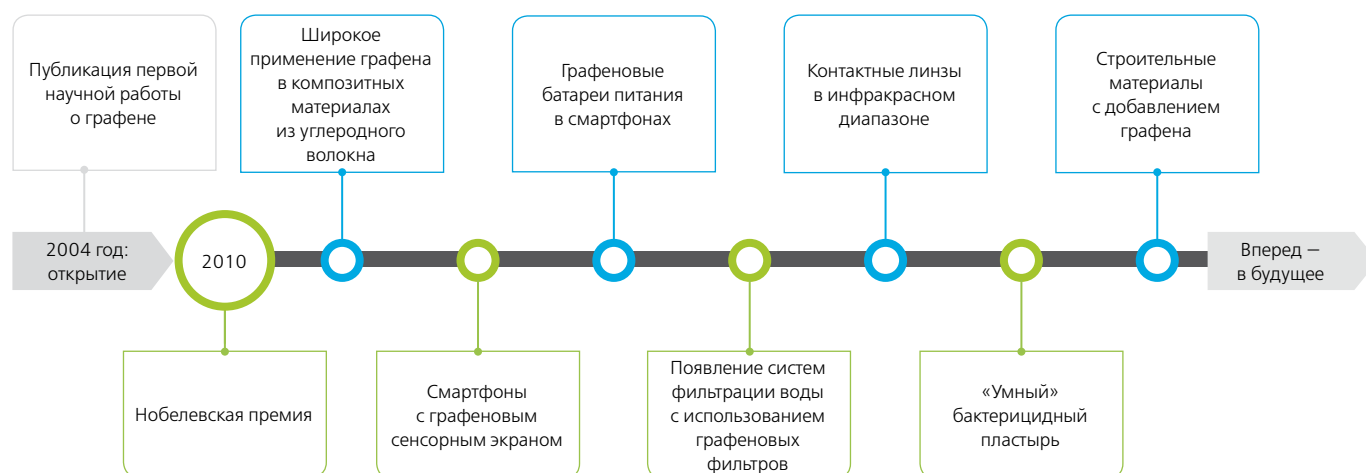 Публикация первой
научной работы
о графене
Широкое
применение графена
в композитных
материалах
из углеродного
волокна
Графеновые
батареи питания
в смартфонах
Контактные линзы
в инфракрасном
диапазоне
Строительные
материалы
с добавлением
графена
2004 год:
открытие
2010
Вперед —
в будущее
Нобелевская премия
Смартфоны
с графеновым
сенсорным экраном
Появление систем
фильтрации воды
с использованием
графеновых
фильтров
«Умный»
бактерицидный
пластырь